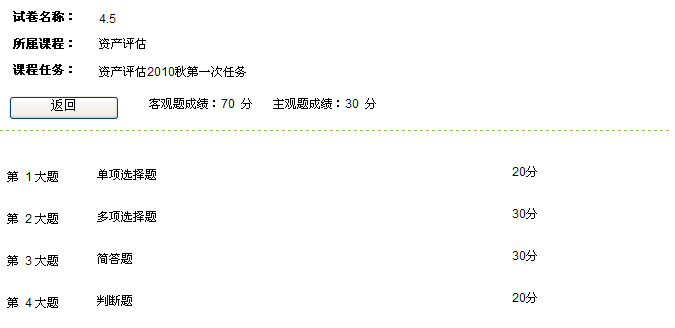 试卷名称： 4.5
所属课程： 资产评估
课程任务： 资产评估2010秋第一次任务
返回 客观题成绩：70 分 主观题成绩：30 分
第 1大题 单项选择题 20分
第 2大题 多项选择题 30分
第 3大题 简答题 30分
第 4大题 判断题 20分